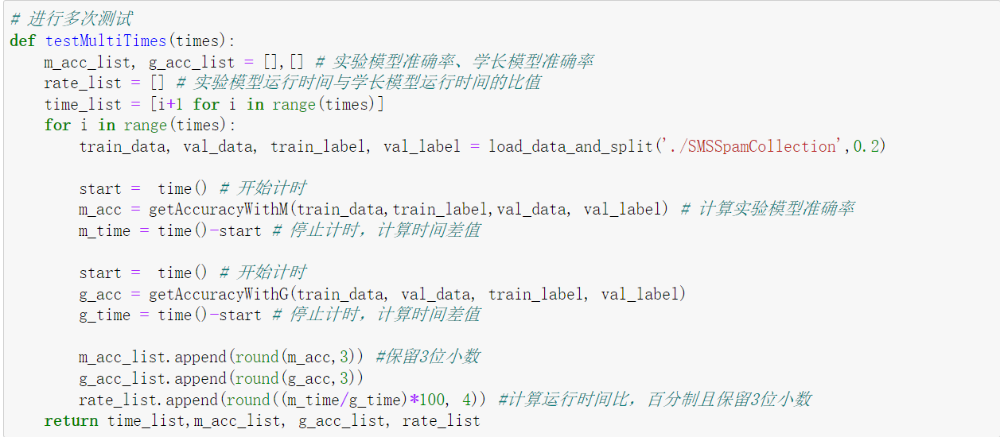 # 进行多次测试
def testMultiTimes(times):
    m_acc_list, g_acc_list = [],[] # 实验模型准确率、学长模型准确率
    rate_list = [] # 实验模型运行时间与学长模型运行时间的比值
    time_list = [i+1 for i in range(times)]
    for i in range(times):
        train_data, val_data, train_label, val_label = load_data_and_split('./SMSSpamCollection',0.2)

        start =  time() # 开始计时
        m_acc = getAccuracyWithM(train_data,train_label,val_data, val_label) # 计算实验模型准确率
        m_time = time()-start # 停止计时，计算时间差值

        start =  time() # 开始计时
        g_acc = getAccuracyWithG(train_data, val_data, train_label, val_label)
        g_time = time()-start # 停止计时，计算时间差值

        m_acc_list.append(round(m_acc,3)) #保留3位小数
        g_acc_list.append(round(g_acc,3))
        rate_list.append(round((m_time/g_time)*100, 4)) #计算运行时间比，百分制且保留3位小数
    return time_list,m_acc_list, g_acc_list, rate_list